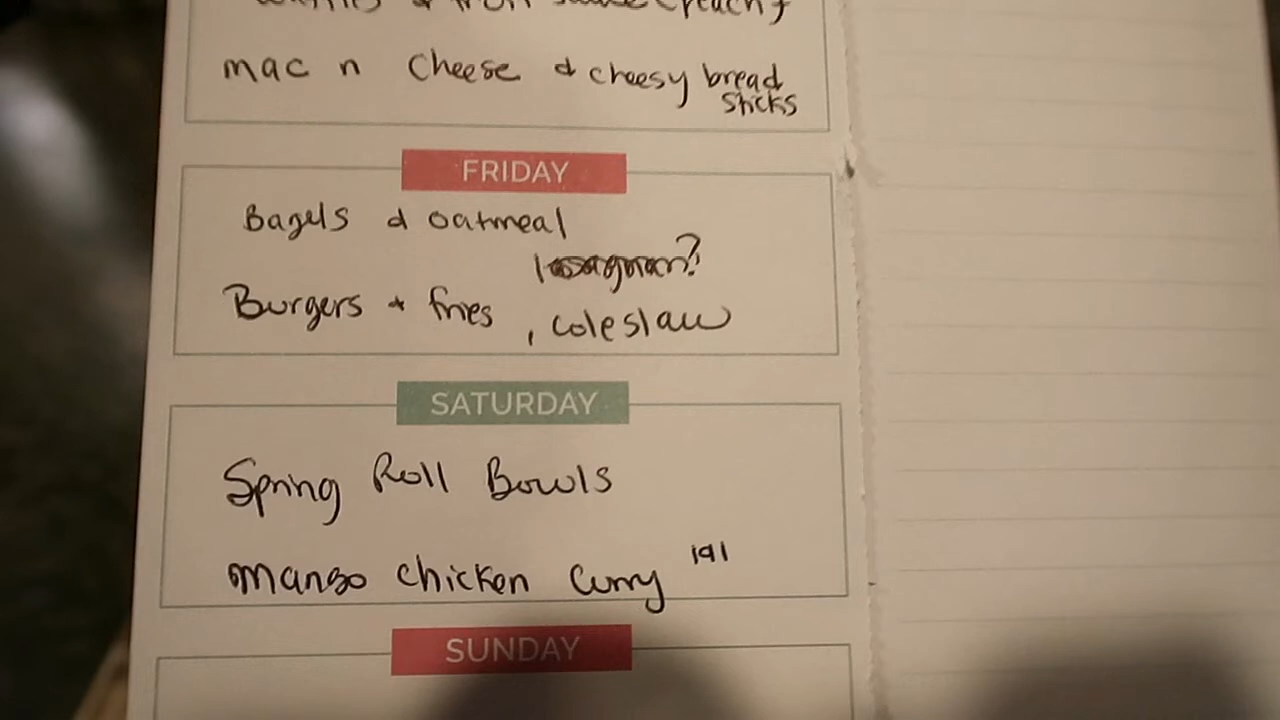 mac n cheese & cheesy bread
sticks
FRIDAY
Bagels & oatmeal
Burgers & fries , coleslaw
SATURDAY
Spring Roll Bowls
mango chicken curry 191
SUNDAY